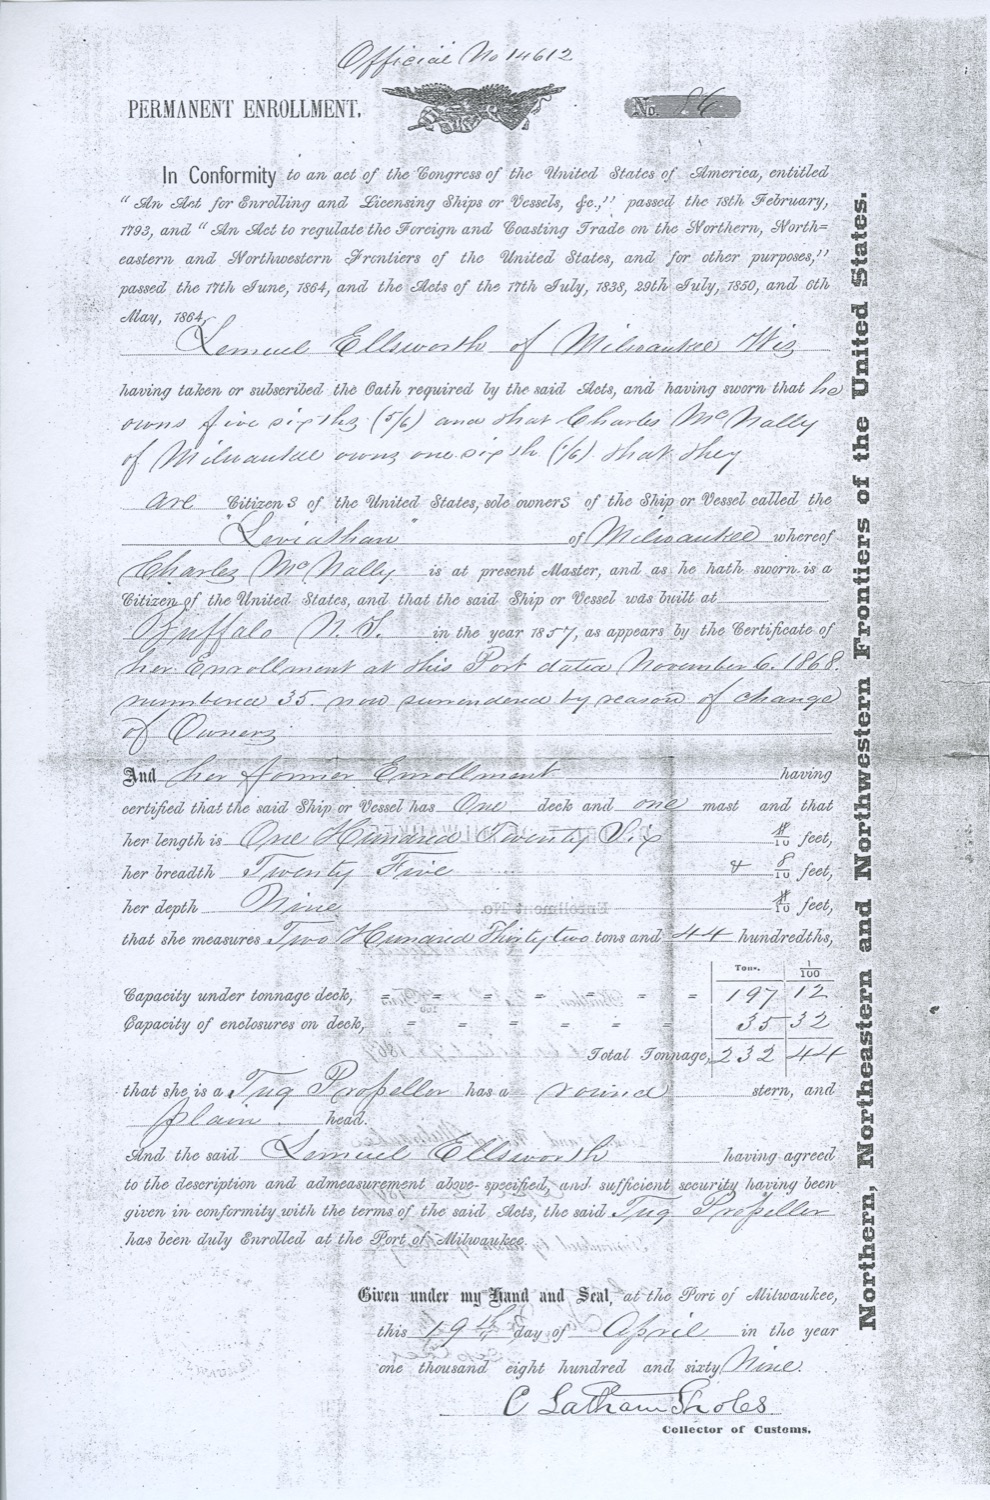 Official No 14612
PERMANENT ENROLLMENT.
No. 86
In Conformity to an act of the Congress of the United States of America, entitled
"An Act for Enrolling and Licensing Ships or Vessels, &c.," passed the 18th February,
1793, and "An Act to regulate the Foreign and Coasting Trade on the Northern, North=
eastern and Northwestern Frontiers of the United States, and for other purposes,"
passed the 17th June, 1864, and the Acts of the 17th July, 1838, 29th July, 1850, and 6th
May, 1864,
Lemuel Ellsworth of Milwaukee Wis
having taken or subscribed the Oath required by the said Acts, and having sworn that he
owns five sixths (5/6) and that Charles McNally
of Milwaukee owns one sixth (1/6) that they
are Citizens of the United States, sole owners of the Ship or Vessel called the
"Leviathan" of Milwaukee whereof
Charles McNally is at present Master, and as he hath sworn is a
Citizen of the United States, and that the said Ship or Vessel was built at
Buffalo N.Y. in the year 1857, as appears by the Certificate of
her Enrollment at this Port dated November 6. 1868.
numbered 35. now surrendered by reason of change
of Owners
And her former Enrollment having
certified that the said Ship or Vessel has One deck and one mast and that
her length is One Hundred Twenty Six /10 feet,
her breadth Twenty Five & 8/10 feet,
her depth Nine /10 feet,
that she measures Two Hundred Thirty two tons and 44 hundredths,
Tons. 1/100
Capacity under tonnage deck, = = = = = = = 197 12
Capacity of enclosures on deck, = = = = = = 35 32
Total Tonnage, 232 44
that she is a Tug Propeller has a round stern, and
plain head.
And the said Lemuel Ellsworth having agreed
to the description and admeasurement above specified, and sufficient security having been
given in conformity with the terms of the said Acts, the said Tug Propeller
has been duly Enrolled at the Port of Milwaukee.
Given under my Hand and Seal, at the Port of Milwaukee,
this 19th day of April in the year
one thousand eight hundred and sixty Nine.
C Latham Sholes
Collector of Customs.
Northern, Northeastern and Northwestern Frontiers of the United States.